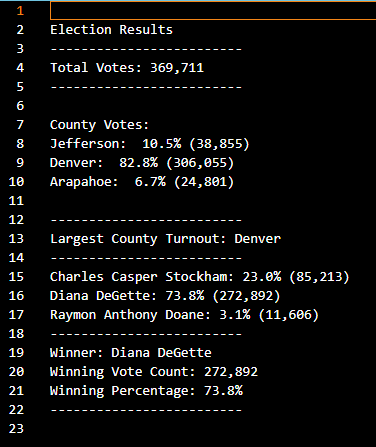 1
2 Election Results
3 -------------------------
4 Total Votes: 369,711
5 -------------------------
6
7 County Votes:
8 Jefferson:  10.5% (38,855)
9 Denver:  82.8% (306,055)
10 Arapahoe:  6.7% (24,801)
11
12 -------------------------
13 Largest County Turnout: Denver
14 -------------------------
15 Charles Casper Stockham: 23.0% (85,213)
16 Diana DeGette: 73.8% (272,892)
17 Raymon Anthony Doane: 3.1% (11,606)
18 -------------------------
19 Winner: Diana DeGette
20 Winning Vote Count: 272,892
21 Winning Percentage: 73.8%
22 -------------------------
23